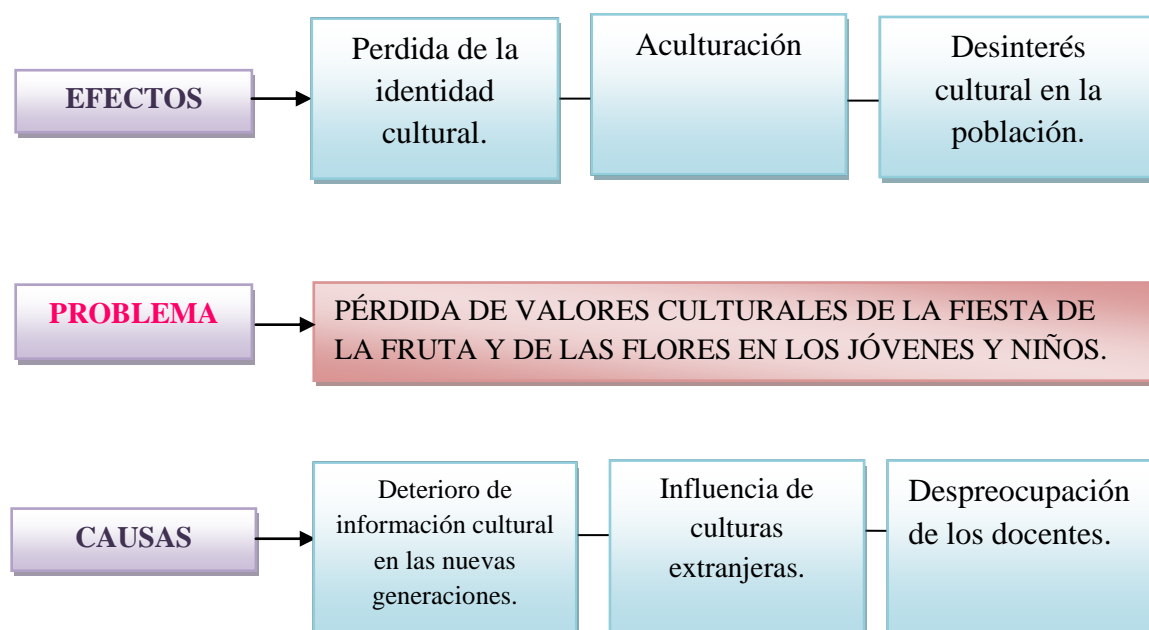 EFECTOS
Perdida de la
identidad
cultural.
Aculturación
Desinterés
cultural en la
población.
PROBLEMA
PÉRDIDA DE VALORES CULTURALES DE LA FIESTA DE
LA FRUTA Y DE LAS FLORES EN LOS JÓVENES Y NIÑOS.
CAUSAS
Deterioro de
información cultural
en las nuevas
generaciones.
Influencia de
culturas
extranjeras.
Despreocupación
de los docentes.